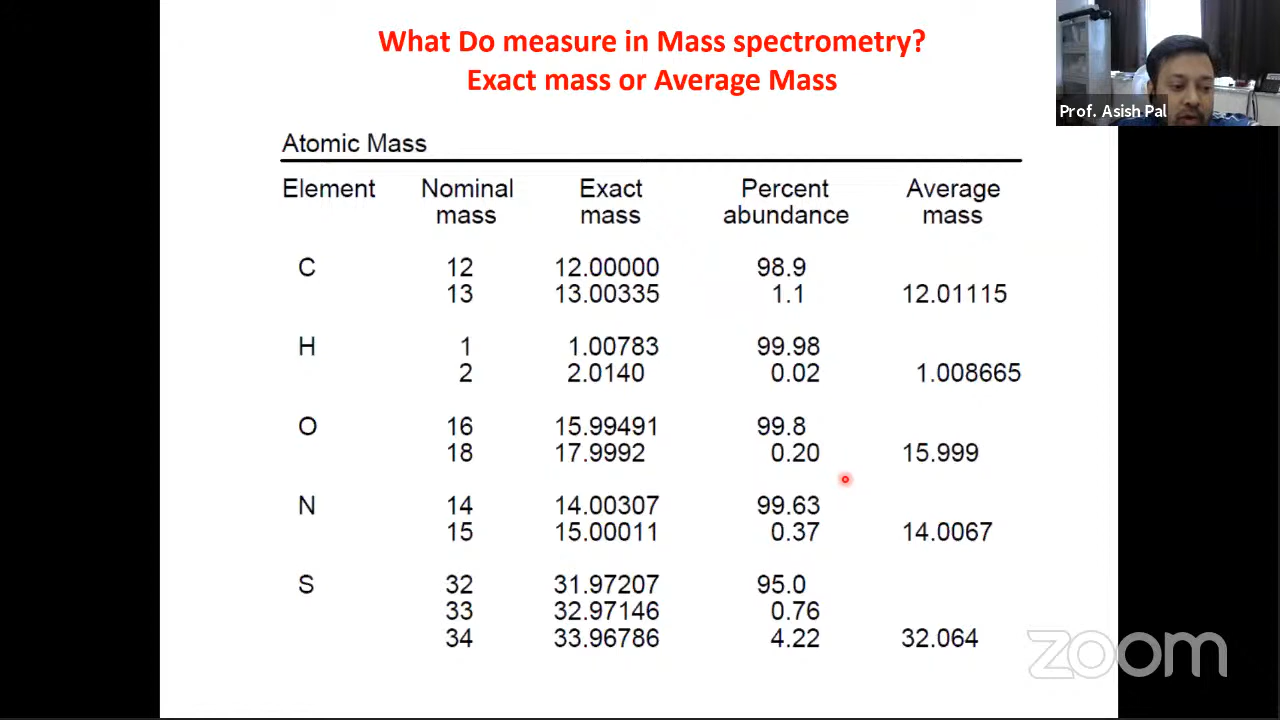 What Do measure in Mass spectrometry?
Exact mass or Average Mass
Prof. Asish Pal
Atomic Mass
Element Nominal mass Exact mass Percent abundance Average mass
C 12 12.00000 98.9
13 13.00335 1.1 12.01115
H 1 1.00783 99.98
2 2.0140 0.02 1.008665
O 16 15.99491 99.8
18 17.9992 0.20 15.999
N 14 14.00307 99.63
15 15.00011 0.37 14.0067
S 32 31.97207 95.0
33 32.97146 0.76
34 33.96786 4.22 32.064
zoom